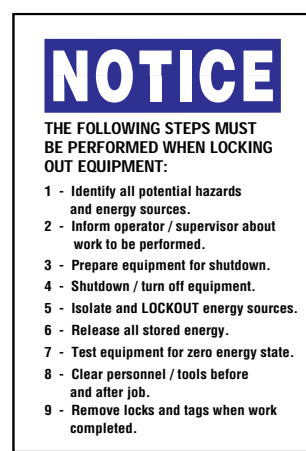 NOTICE
THE FOLLOWING STEPS MUST
BE PERFORMED WHEN LOCKING
OUT EQUIPMENT:
1 - Identify all potential hazards
and energy sources.
2 - Inform operator / supervisor about
work to be performed.
3 - Prepare equipment for shutdown.
4 - Shutdown / turn off equipment.
5 - Isolate and LOCKOUT energy sources.
6 - Release all stored energy.
7 - Test equipment for zero energy state.
8 - Clear personnel / tools before
and after job.
9 - Remove locks and tags when work
completed.